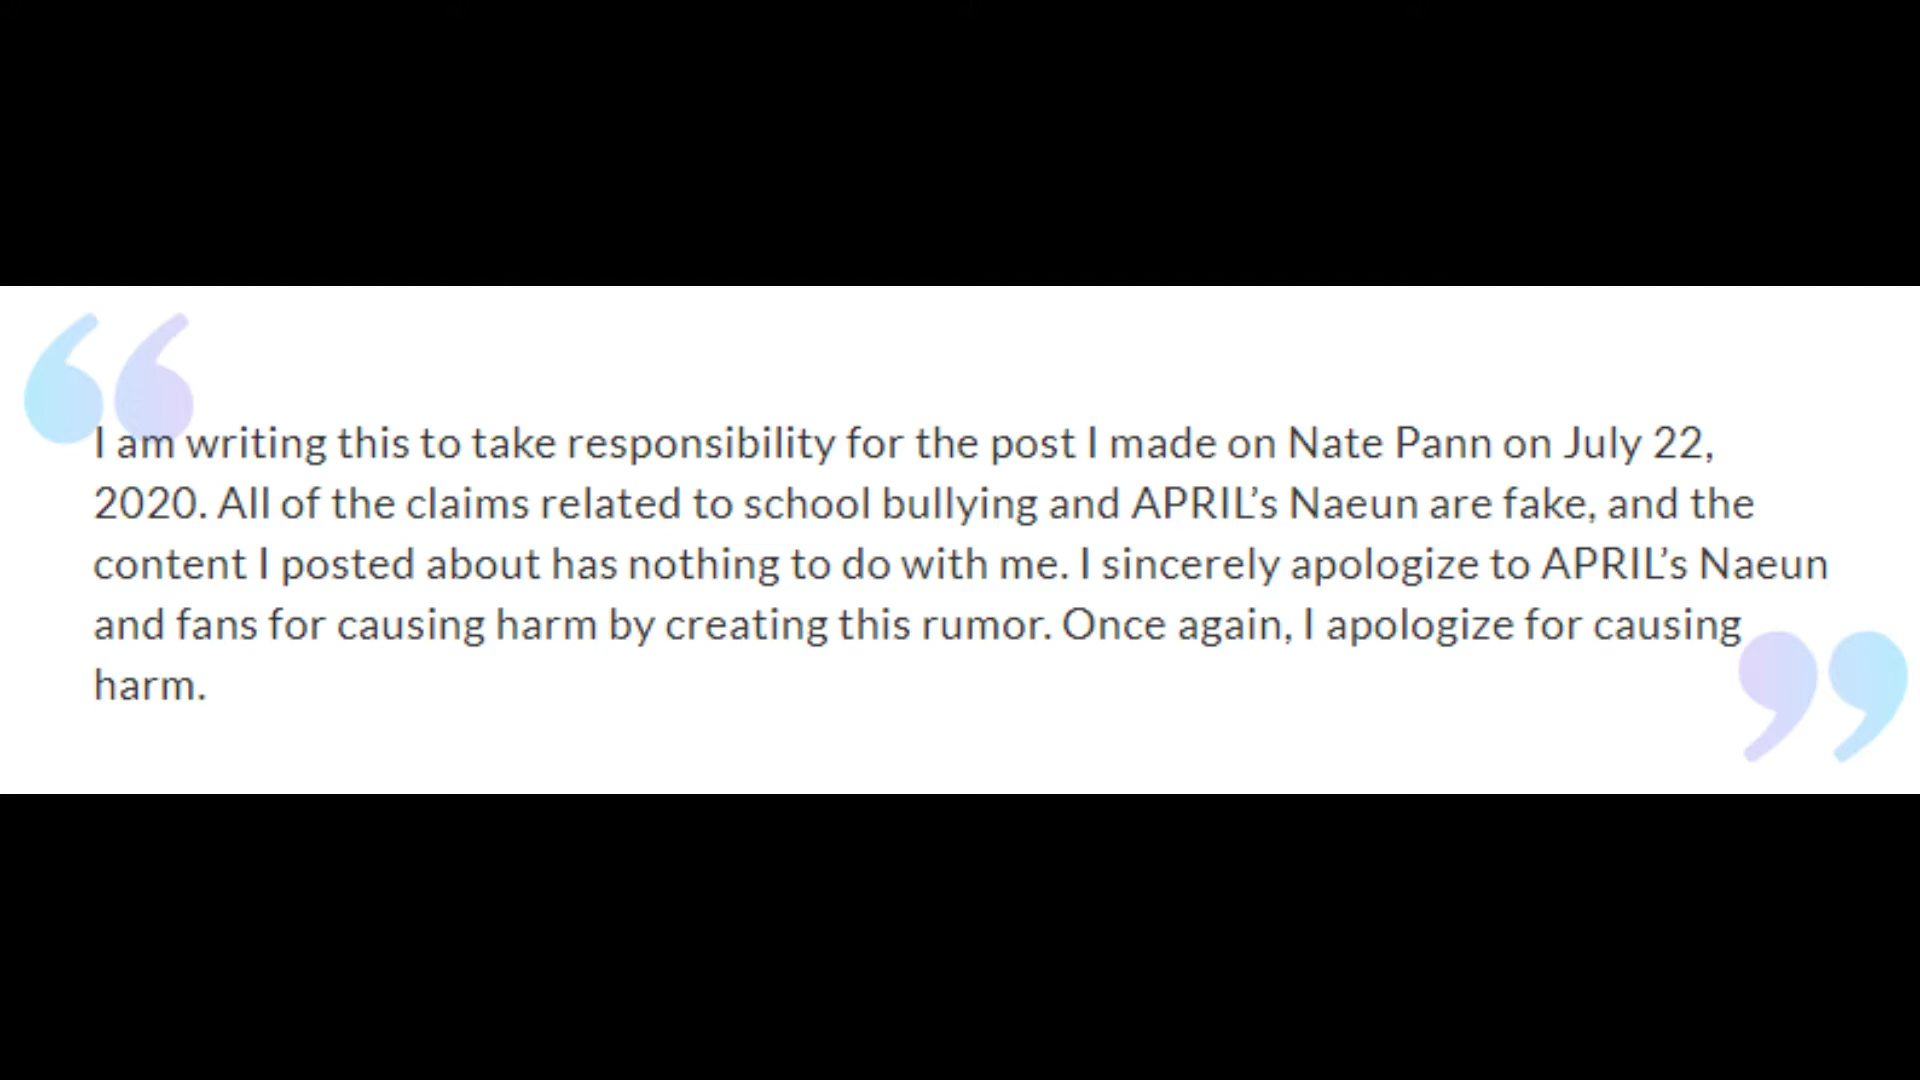 I am writing this to take responsibility for the post I made on Nate Pann on July 22,
2020. All of the claims related to school bullying and APRIL’s Naeun are fake, and the
content I posted about has nothing to do with me. I sincerely apologize to APRIL’s Naeun
and fans for causing harm by creating this rumor. Once again, I apologize for causing
harm.